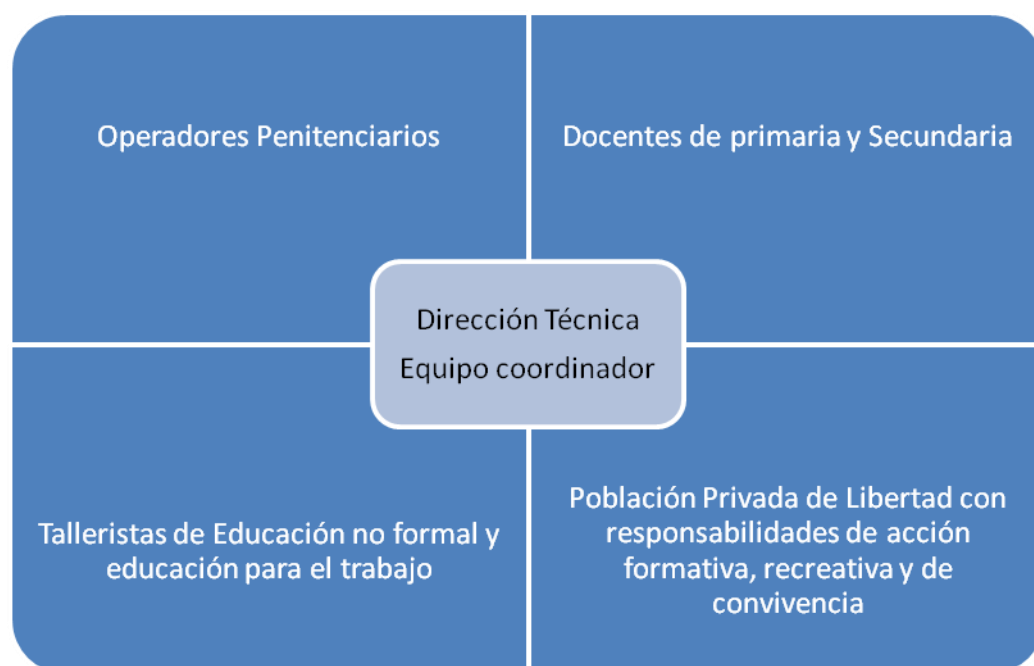 Operadores Penitenciarios
Docentes de primaria y Secundaria
Dirección Técnica
Equipo coordinador
Talleristas de Educación no formal y
educación para el trabajo
Población Privada de Libertad con
responsabilidades de acción
formativa, recreativa y de
convivencia